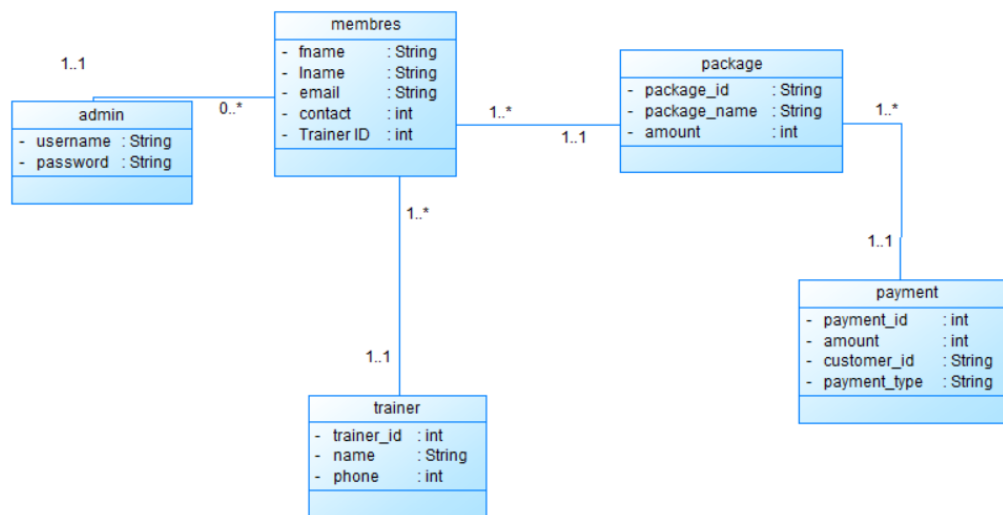 membres
- fname : String
- lname : String
- email : String
- contact : int
- Trainer ID : int
1..1
0..*
admin
- username : String
- password : String
1..*
1..1
package
- package_id : String
- package_name : String
- amount : int
1..*
1..1
payment
- payment_id : int
- amount : int
- customer_id : String
- payment_type : String
1..*
1..1
trainer
- trainer_id : int
- name : String
- phone : int